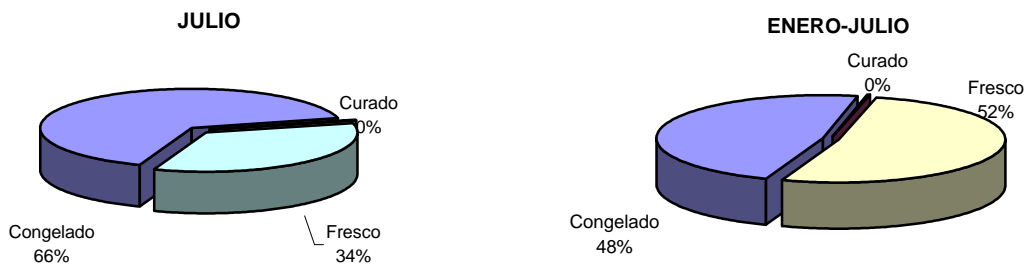 JULIO
Curado
0%
Congelado
66%
Fresco
34%
ENERO-JULIO
Curado
0%
Fresco
52%
Congelado
48%